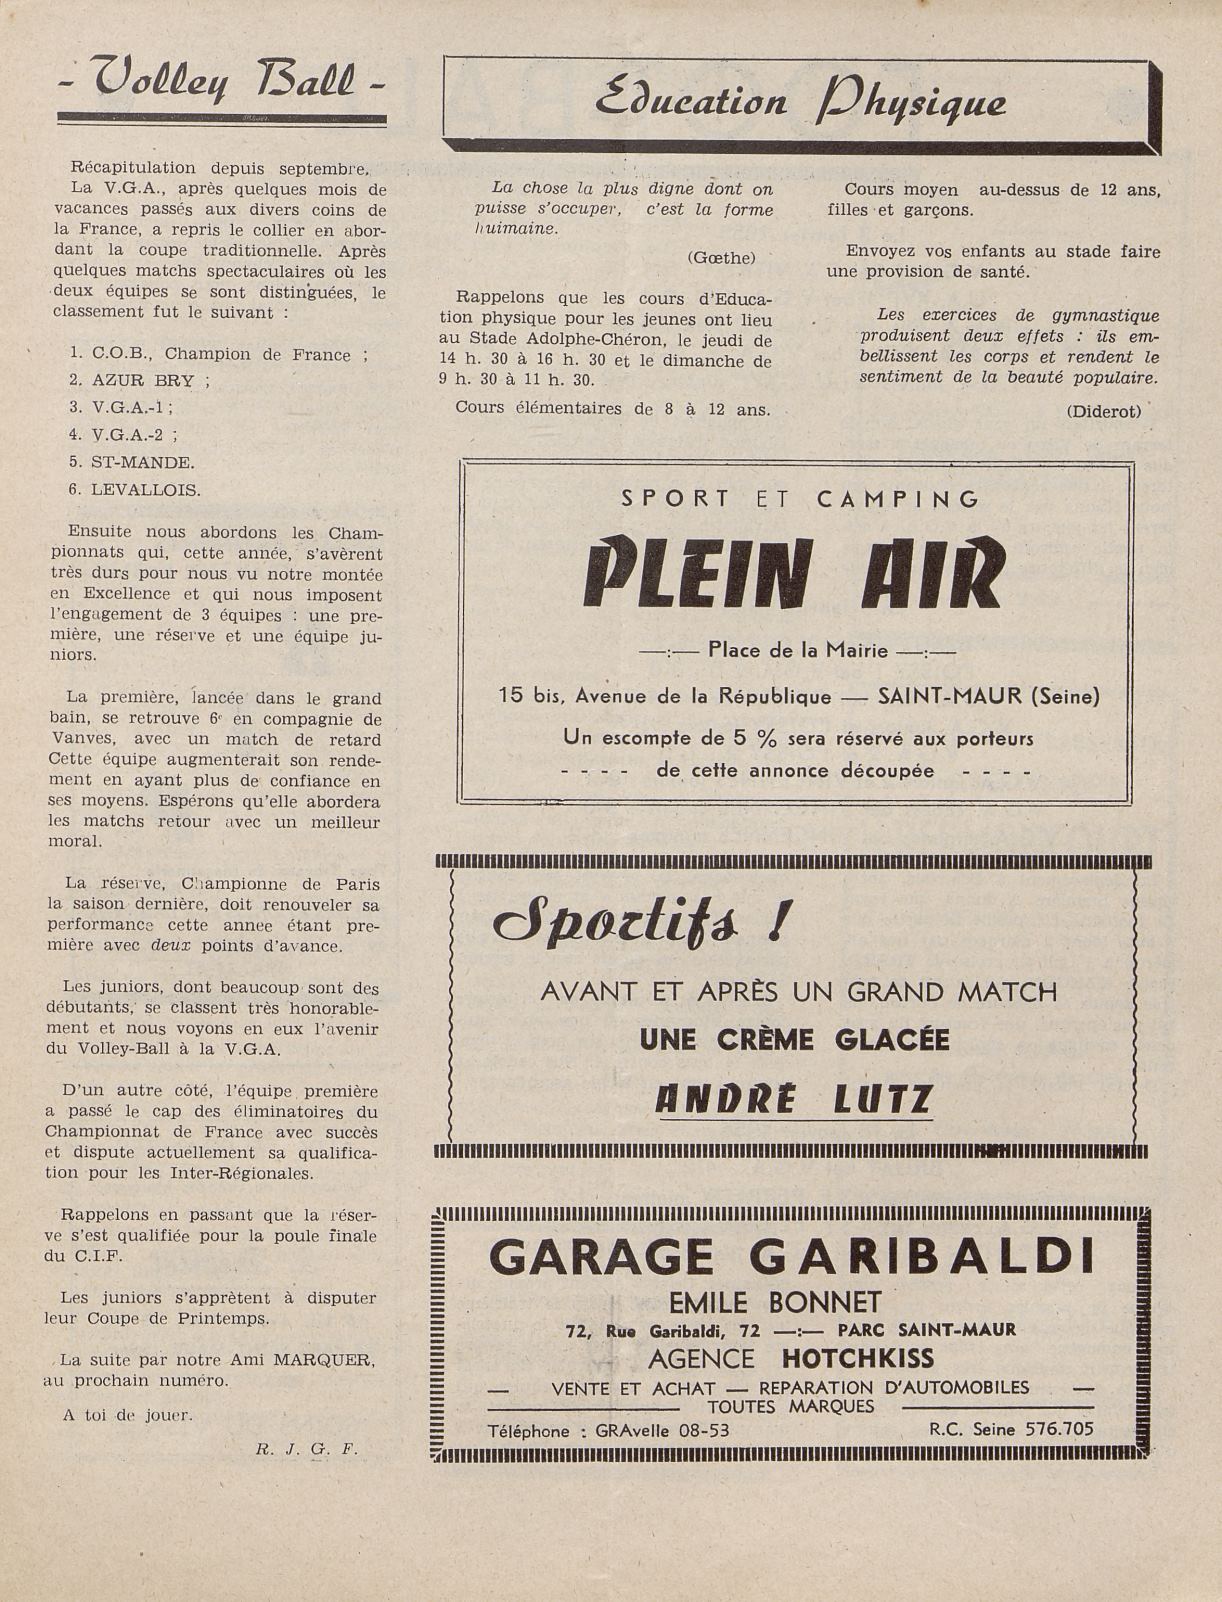 - Volley Ball -
Récapitulation depuis septembre.
La V.G.A., après quelques mois de
vacances passés aux divers coins de
la France, a repris le collier en abor-
dant la coupe traditionnelle. Après
quelques matchs spectaculaires où les
deux équipes se sont distinguées, le
classement fut le suivant :
1. C.O.B., Champion de France ;
2. AZUR BRY ;
3. V.G.A.-1 ;
4. V.G.A.-2 ;
5. ST-MANDE.
6. LEVALLOIS.
Ensuite nous abordons les Cham-
pionnats qui, cette année, s'avèrent
très durs pour nous vu notre montée
en Excellence et qui nous imposent
l'engagement de 3 équipes : une pre-
mière, une réserve et une équipe ju-
niors.
La première, lancée dans le grand
bain, se retrouve 6e en compagnie de
Vanves, avec un match de retard
Cette équipe augmenterait son rende-
ment en ayant plus de confiance en
ses moyens. Espérons qu'elle abordera
les matchs retour avec un meilleur
moral.
La réserve, Championne de Paris
la saison dernière, doit renouveler sa
performance cette annee étant pre-
mière avec deux points d'avance.
Les juniors, dont beaucoup sont des
débutants, se classent très honorable-
ment et nous voyons en eux l'avenir
du Volley-Ball à la V.G.A.
D'un autre côté, l'équipe première
a passé le cap des éliminatoires du
Championnat de France avec succès
et dispute actuellement sa qualifica-
tion pour les Inter-Régionales.
Rappelons en passant que la réser-
ve s'est qualifiée pour la poule finale
du C.I.F.
Les juniors s'apprètent à disputer
leur Coupe de Printemps.
La suite par notre Ami MARQUER,
au prochain numéro.
A toi de jouer.
R. J. G. F.
Education Physique
La chose la plus digne dont on
puisse s'occuper, c'est la forme
huimaine.
(Gœthe)
Rappelons que les cours d'Educa-
tion physique pour les jeunes ont lieu
au Stade Adolphe-Chéron, le jeudi de
14 h. 30 à 16 h. 30 et le dimanche de
9 h. 30 à 11 h. 30.
Cours élémentaires de 8 à 12 ans.
Cours moyen au-dessus de 12 ans,
filles et garçons.
Envoyez vos enfants au stade faire
une provision de santé.
Les exercices de gymnastique
produisent deux effets : ils em-
bellissent les corps et rendent le
sentiment de la beauté populaire.
(Diderot)
SPORT ET CAMPING
PLEIN AIR
—:— Place de la Mairie —:—
15 bis, Avenue de la République — SAINT-MAUR (Seine)
Un escompte de 5 % sera réservé aux porteurs
- - - - de cette annonce découpée - - - -
Sportifs !
AVANT ET APRÈS UN GRAND MATCH
UNE CRÈME GLACÉE
ANDRÉ LUTZ
GARAGE GARIBALDI
EMILE BONNET
72, Rue Garibaldi, 72 —:— PARC SAINT-MAUR
AGENCE HOTCHKISS
— VENTE ET ACHAT — REPARATION D'AUTOMOBILES —
TOUTES MARQUES
Téléphone : GRAvelle 08-53 R.C. Seine 576.705